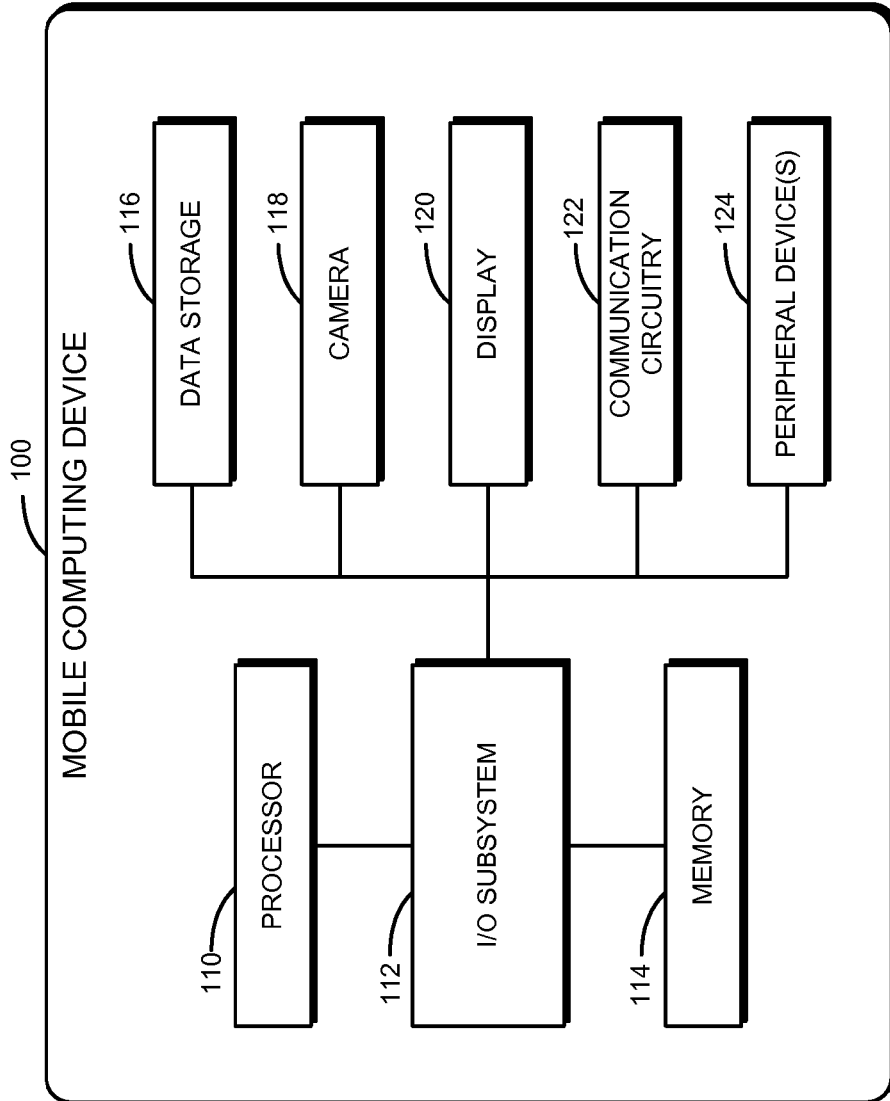 100
MOBILE COMPUTING DEVICE
110
PROCESSOR
112
I/O SUBSYSTEM
114
MEMORY
116
DATA STORAGE
118
CAMERA
120
DISPLAY
122
COMMUNICATION
CIRCUITRY
124
PERIPHERAL DEVICE(S)